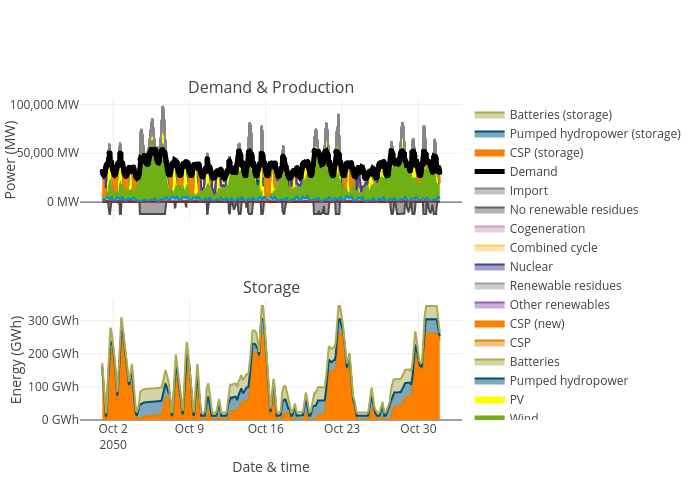 Demand & Production
100,000 MW
50,000 MW
0 MW
Power (MW)
Storage
300 GWh
200 GWh
100 GWh
0 GWh
Energy (GWh)
Oct 2
2050
Oct 9
Oct 16
Oct 23
Oct 30
Date & time
Batteries (storage)
Pumped hydropower (storage)
CSP (storage)
Demand
Import
No renewable residues
Cogeneration
Combined cycle
Nuclear
Renewable residues
Other renewables
CSP (new)
CSP
Batteries
Pumped hydropower
PV
Wind